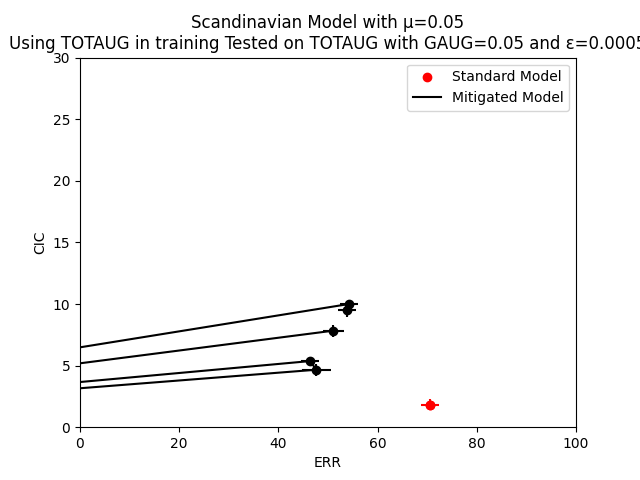 Scandinavian Model with μ=0.05
Using TOTAUG in training Tested on TOTAUG with GAUG=0.05 and ε=0.0005
30
25
20
15
10
5
0
CIC
Standard Model
Mitigated Model
0 20 40 60 80 100
ERR